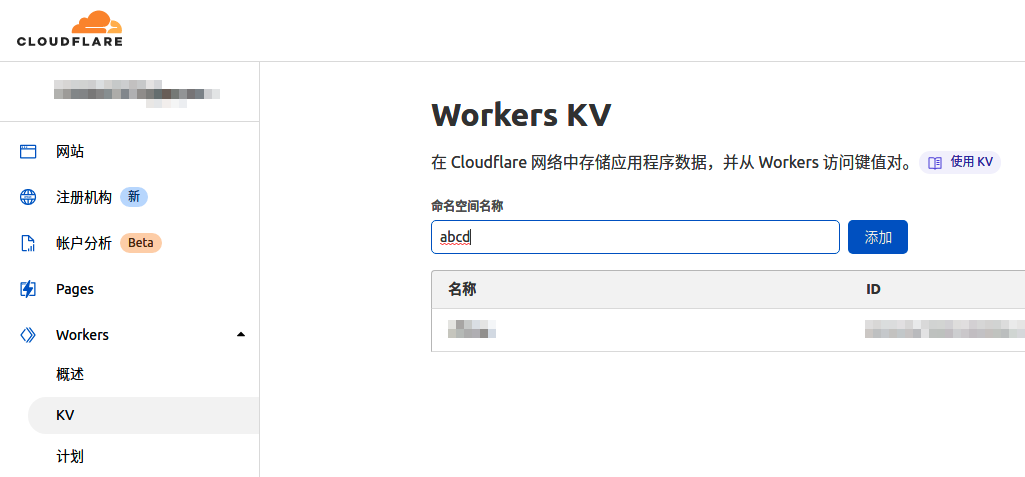 CLOUDFLARE
网站
注册机构 新
帐户分析 Beta
Pages
Workers
概述
KV
计划
Workers KV
在 Cloudflare 网络中存储应用程序数据，并从 Workers 访问键值对。 使用 KV
命名空间名称
abcd 添加
名称 ID